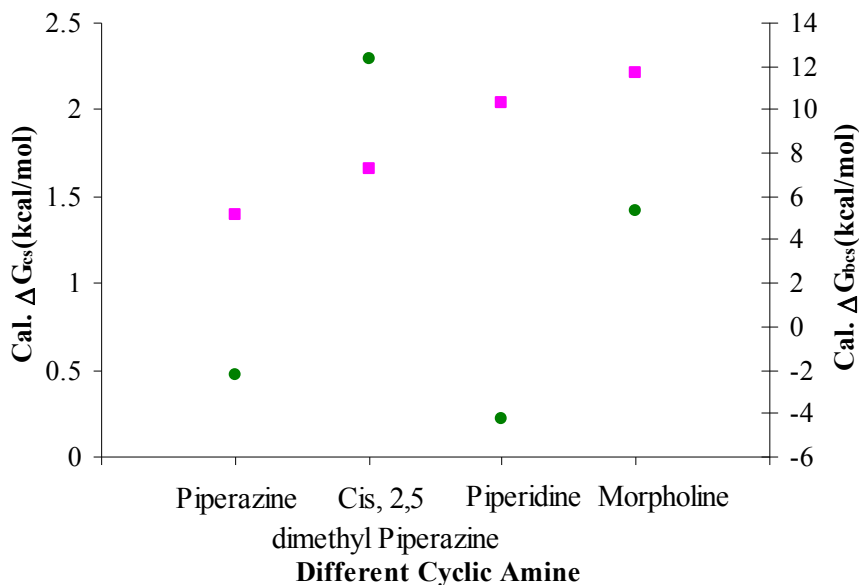 2.5
2
1.5
1
0.5
0
Cal. ΔGcs(kcal/mol)
14
12
10
8
6
4
2
0
-2
-4
-6
Cal. ΔGbcs(kcal/mol)
Piperazine
Cis, 2,5
dimethyl Piperazine
Piperidine
Morpholine
Different Cyclic Amine